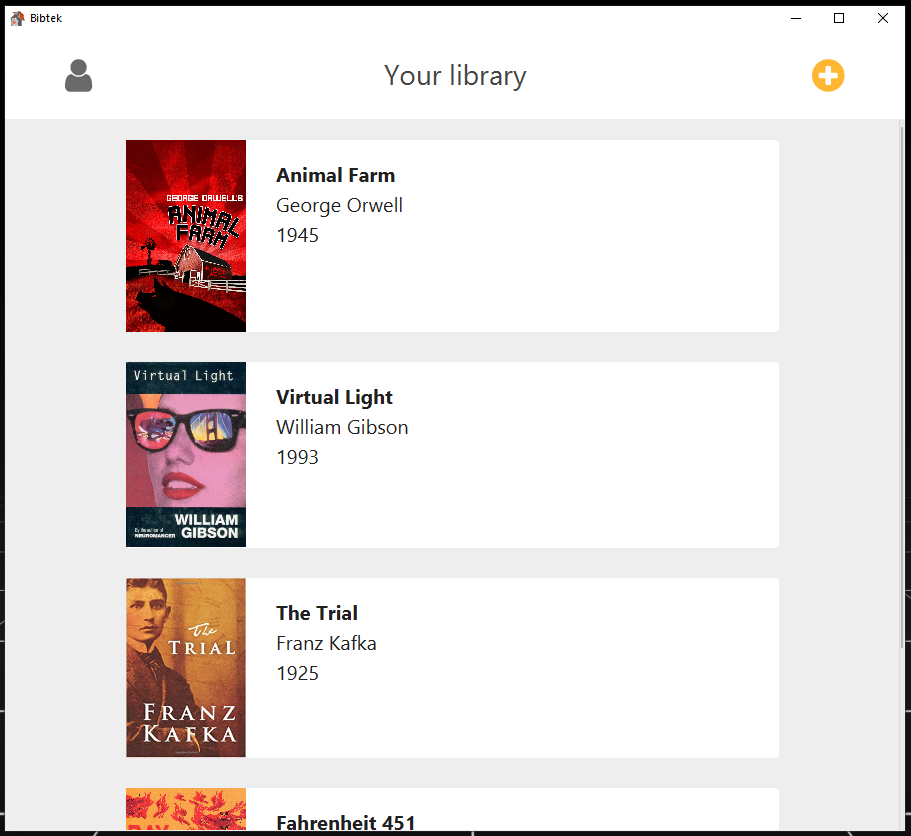 Bibtek
Your library
GEORGE ORWELL'S
ANIMAL
FARM
Animal Farm
George Orwell
1945
Virtual Light
By the author of
NEUROMANCER
WILLIAM
GIBSON
Virtual Light
William Gibson
1993
The
TRIAL
FRANZ
KAFKA
The Trial
Franz Kafka
1925
RAY
Fahrenheit 451